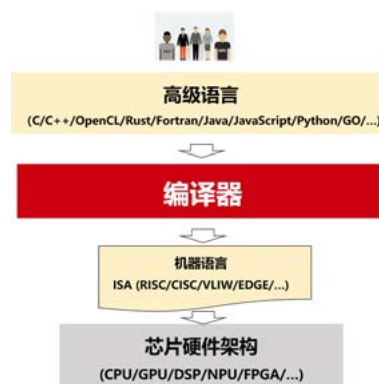 高级语言
(C/C++/OpenCL/Rust/Fortran/Java/JavaScript/Python/GO/...)
编译器
机器语言
ISA (RISC/CISC/VLIW/EDGE/...)
芯片硬件架构
(CPU/GPU/DSP/NPU/FPGA/...)